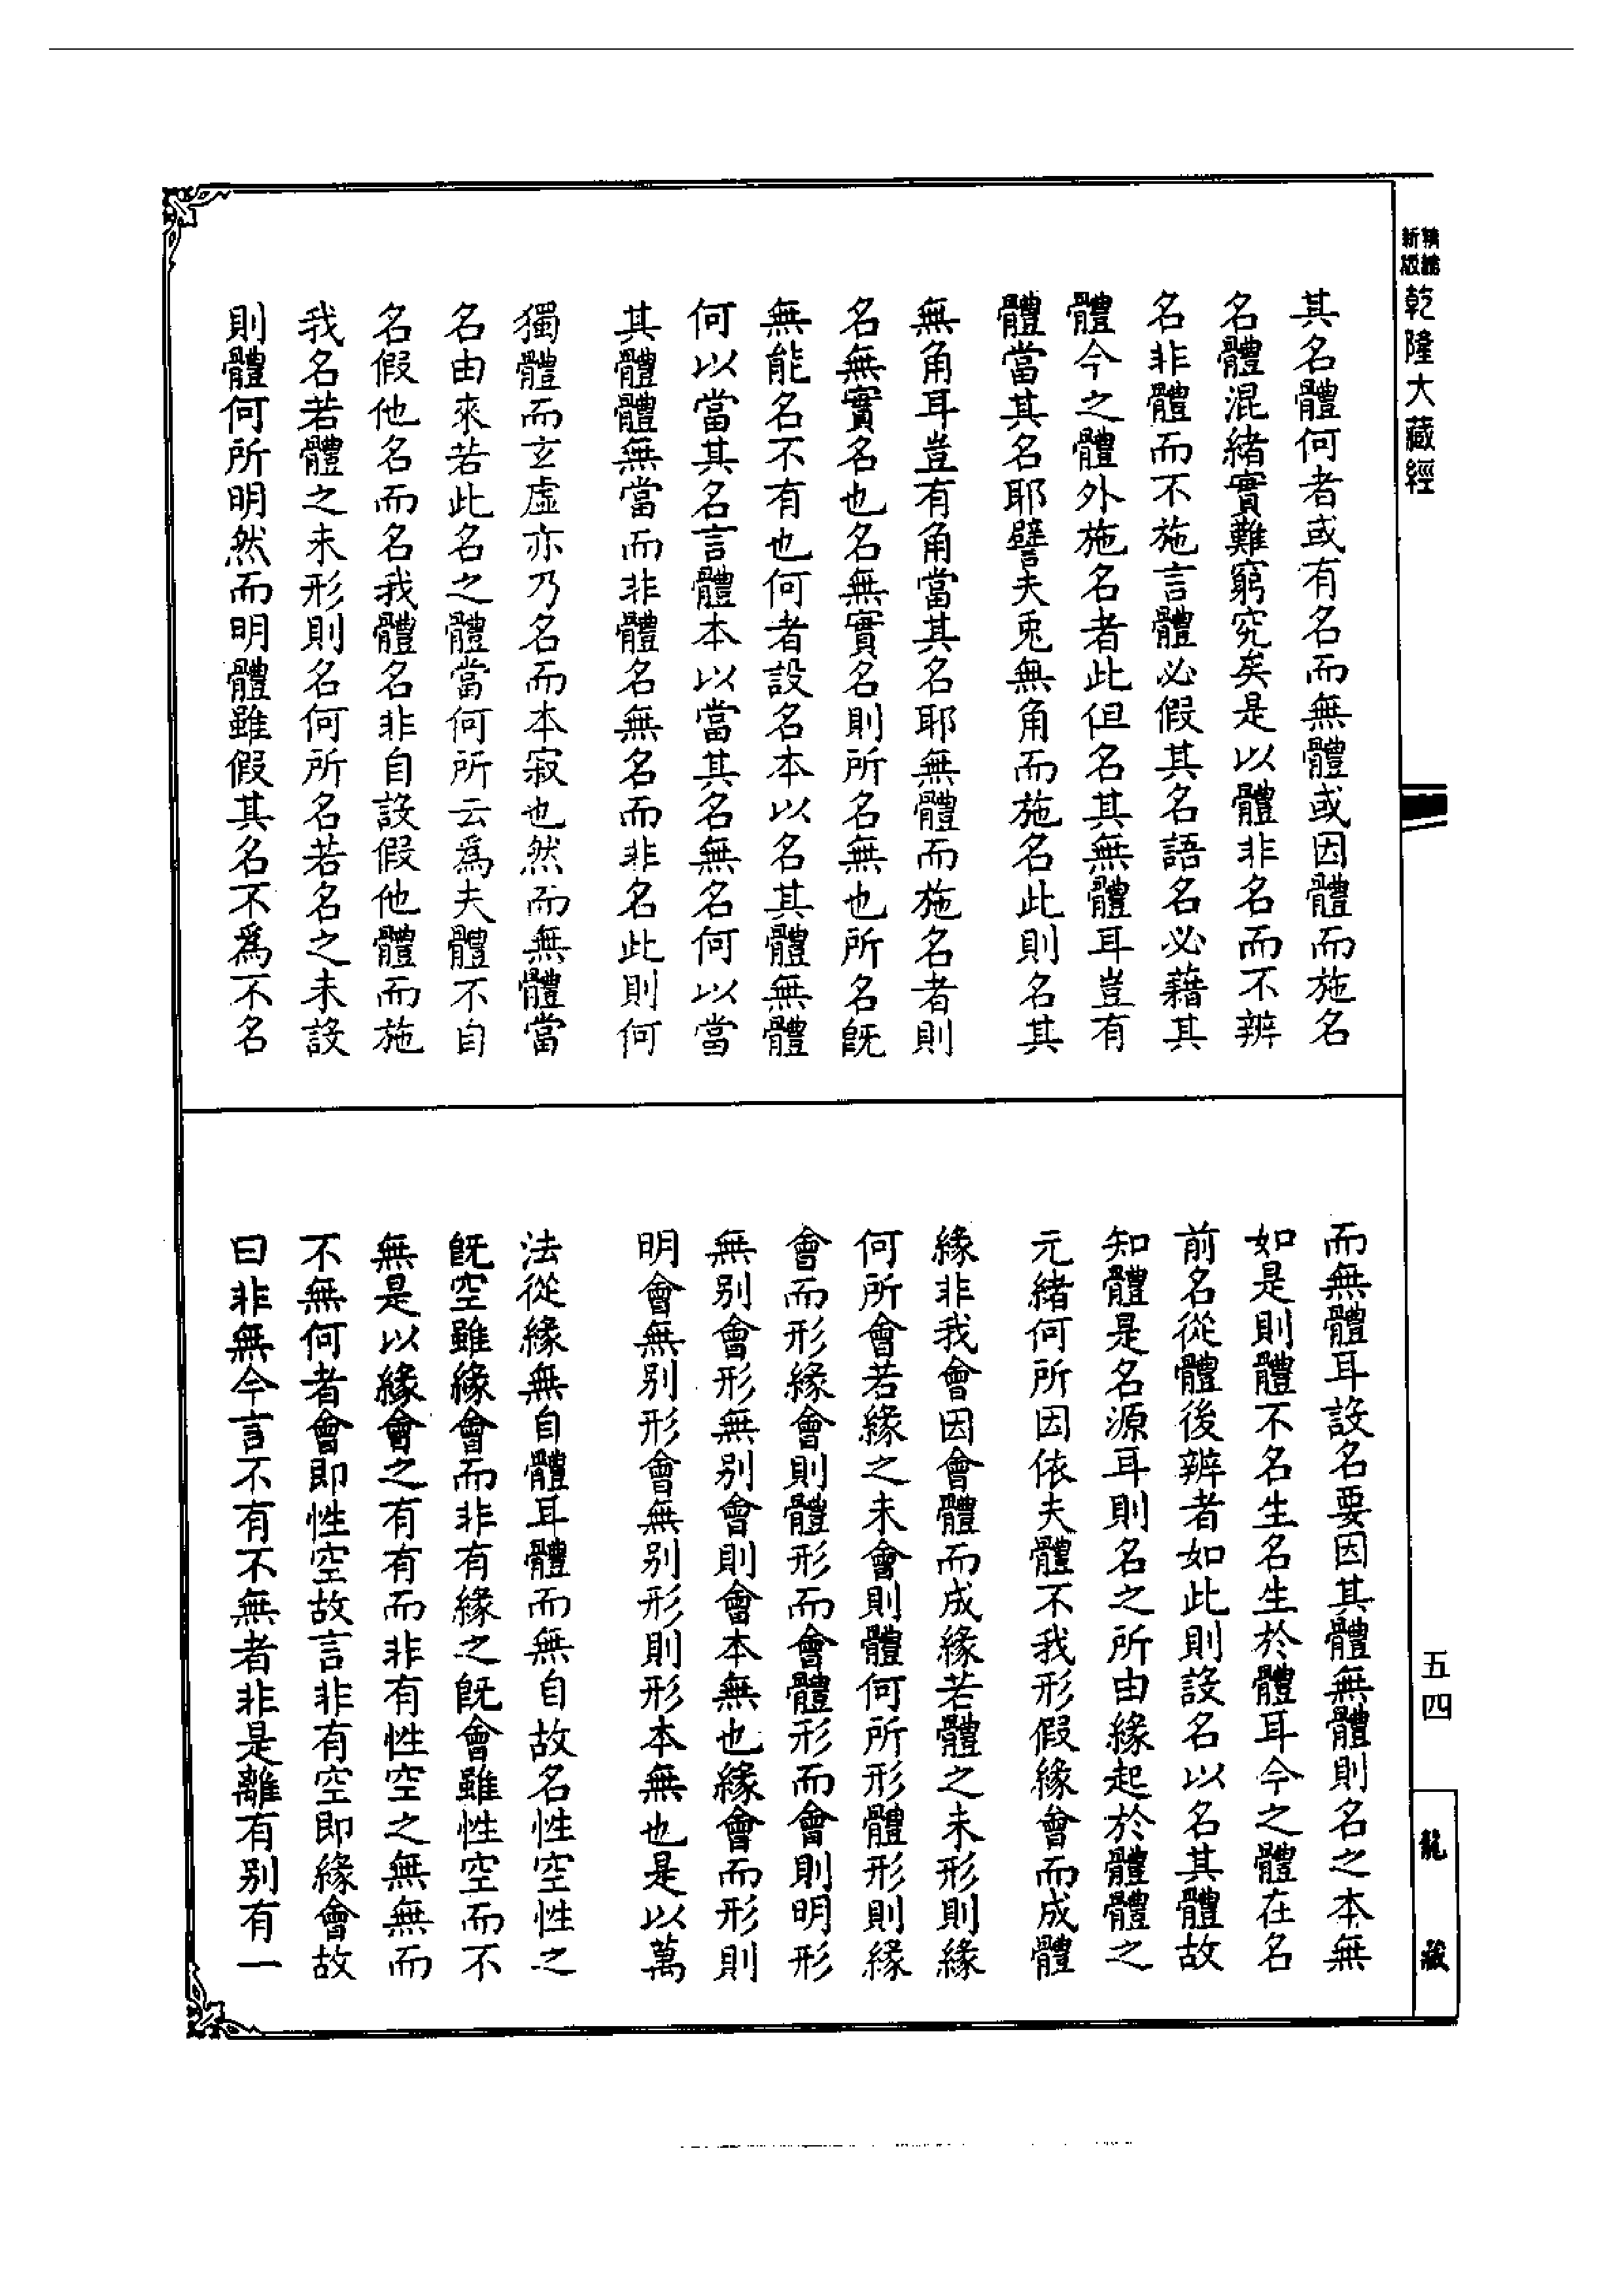 精緻
新版
乾隆大藏經
其名體何者或有名而無體或因體而施名
名體混緒實難窮究矣是以體非名而不辨
名非體而不施言體必假其名語名必藉其
體今之體外施名者此但名其無體耳豈有
體當其名耶譬夫兎無角而施名此則名其
無角耳豈有角當其名耶無體而施名者則
名無實名也名無實名則所名無也所名旣
無能名不有也何者設名本以名其體無體
何以當其名言體本以當其名無名何以當
其體體無當而非體名無名而非名此則何
獨體而玄虛亦乃名而本寂也然而無體當
名由來若此名之體當何所云爲夫體不自
名假他名而名我體名非自設假他體而施
我名若體之未形則名何所名若名之未設
則體何所明然而明體雖假其名不爲不名
而無體耳設名要因其體無體則名之本無
如是則體不名生名生於體耳今之體在名
前名從體後辨者如此則設名以名其體故
知體是名源耳則名之所由緣起於體體之
元緒何所因依夫體不我形假緣會而成體
緣非我會因會體而成緣若體之未形則緣
何所會若緣之未會則體何所形體形則緣
會而形緣會則體形而會體形而會則明形
無別會形無別會則會本無也緣會而形則
明會無別形會無別形則形本無也是以萬
法從緣無自體耳體而無自故名性空性之
旣空雖緣會而非有緣之旣會雖性空而不
無是以緣會之有有而非有性空之無無而
不無何者會即性空故言非有空即緣會故
曰非無今言不有不無者非是離有別有一
五四
龍藏